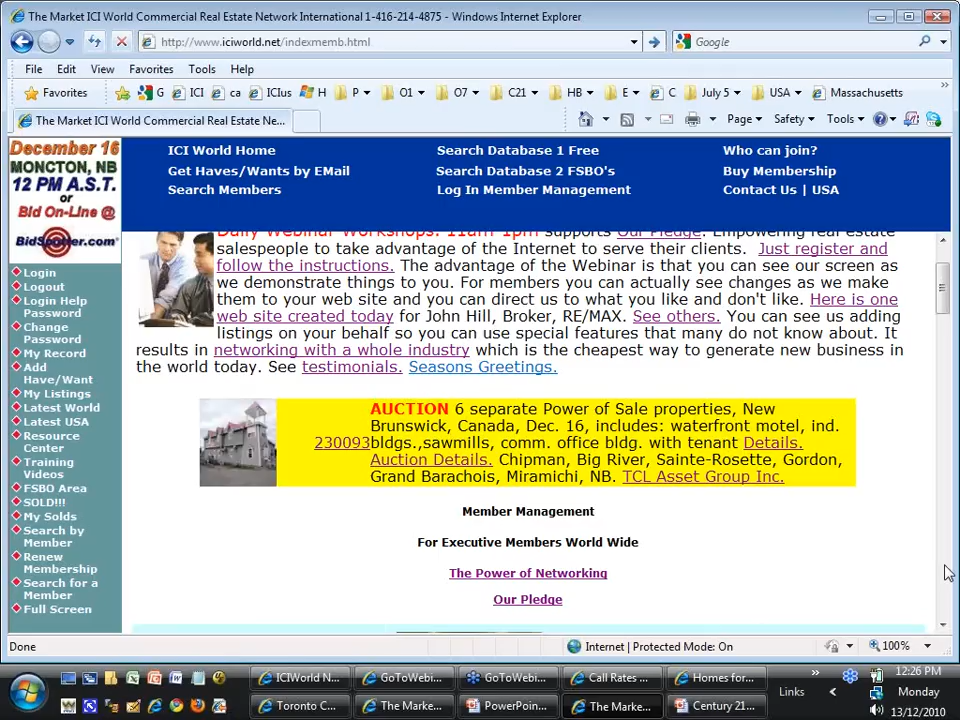 The Market ICI World Commercial Real Estate Network International 1-416-214-4875 - Windows Internet Explorer
http://www.iciworld.net/indexmemb.html
Google
File Edit View Favorites Tools Help
Favorites G ICI ca ICIus H P O1 O7 C21 HB E C July 5 USA Massachusetts
The Market ICI World Commercial Real Estate Ne...
Page Safety Tools
December 16
MONCTON, NB
12 PM A.S.T.
or
Bid On-Line @
BidSpotter.com
ICI World Home Search Database 1 Free Who can join?
Get Haves/Wants by EMail Search Database 2 FSBO's Buy Membership
Search Members Log In Member Management Contact Us | USA
Login
Logout
Login Help
Password
Change
Password
My Record
Add
Have/Want
My Listings
Latest World
Latest USA
Resource
Center
Training
Videos
FSBO Area
SOLD!!!
My Solds
Search by
Member
Renew
Membership
Search for a
Member
Full Screen
Daily Webinar Workshops: 11am-1pm supports Our Pledge. Empowering real estate
salespeople to take advantage of the Internet to serve their clients. Just register and
follow the instructions. The advantage of the Webinar is that you can see our screen as
we demonstrate things to you. For members you can actually see changes as we make
them to your web site and you can direct us to what you like and don't like. Here is one
web site created today for John Hill, Broker, RE/MAX. See others. You can see us adding
listings on your behalf so you can use special features that many do not know about. It
results in networking with a whole industry which is the cheapest way to generate new business in
the world today. See testimonials. Seasons Greetings.
AUCTION 6 separate Power of Sale properties, New
Brunswick, Canada, Dec. 16, includes: waterfront motel, ind.
230093 bldgs.,sawmills, comm. office bldg. with tenant Details.
Auction Details. Chipman, Big River, Sainte-Rosette, Gordon,
Grand Barachois, Miramichi, NB. TCL Asset Group Inc.
Member Management
For Executive Members World Wide
The Power of Networking
Our Pledge
Done Internet | Protected Mode: On 100%
ICIWorld N... GoToWebi... GoToWebi... Call Rates ... Homes for... 12:26 PM
Links Monday
Toronto C... The Marke... PowerPoin... The Marke... Century 21... 13/12/2010